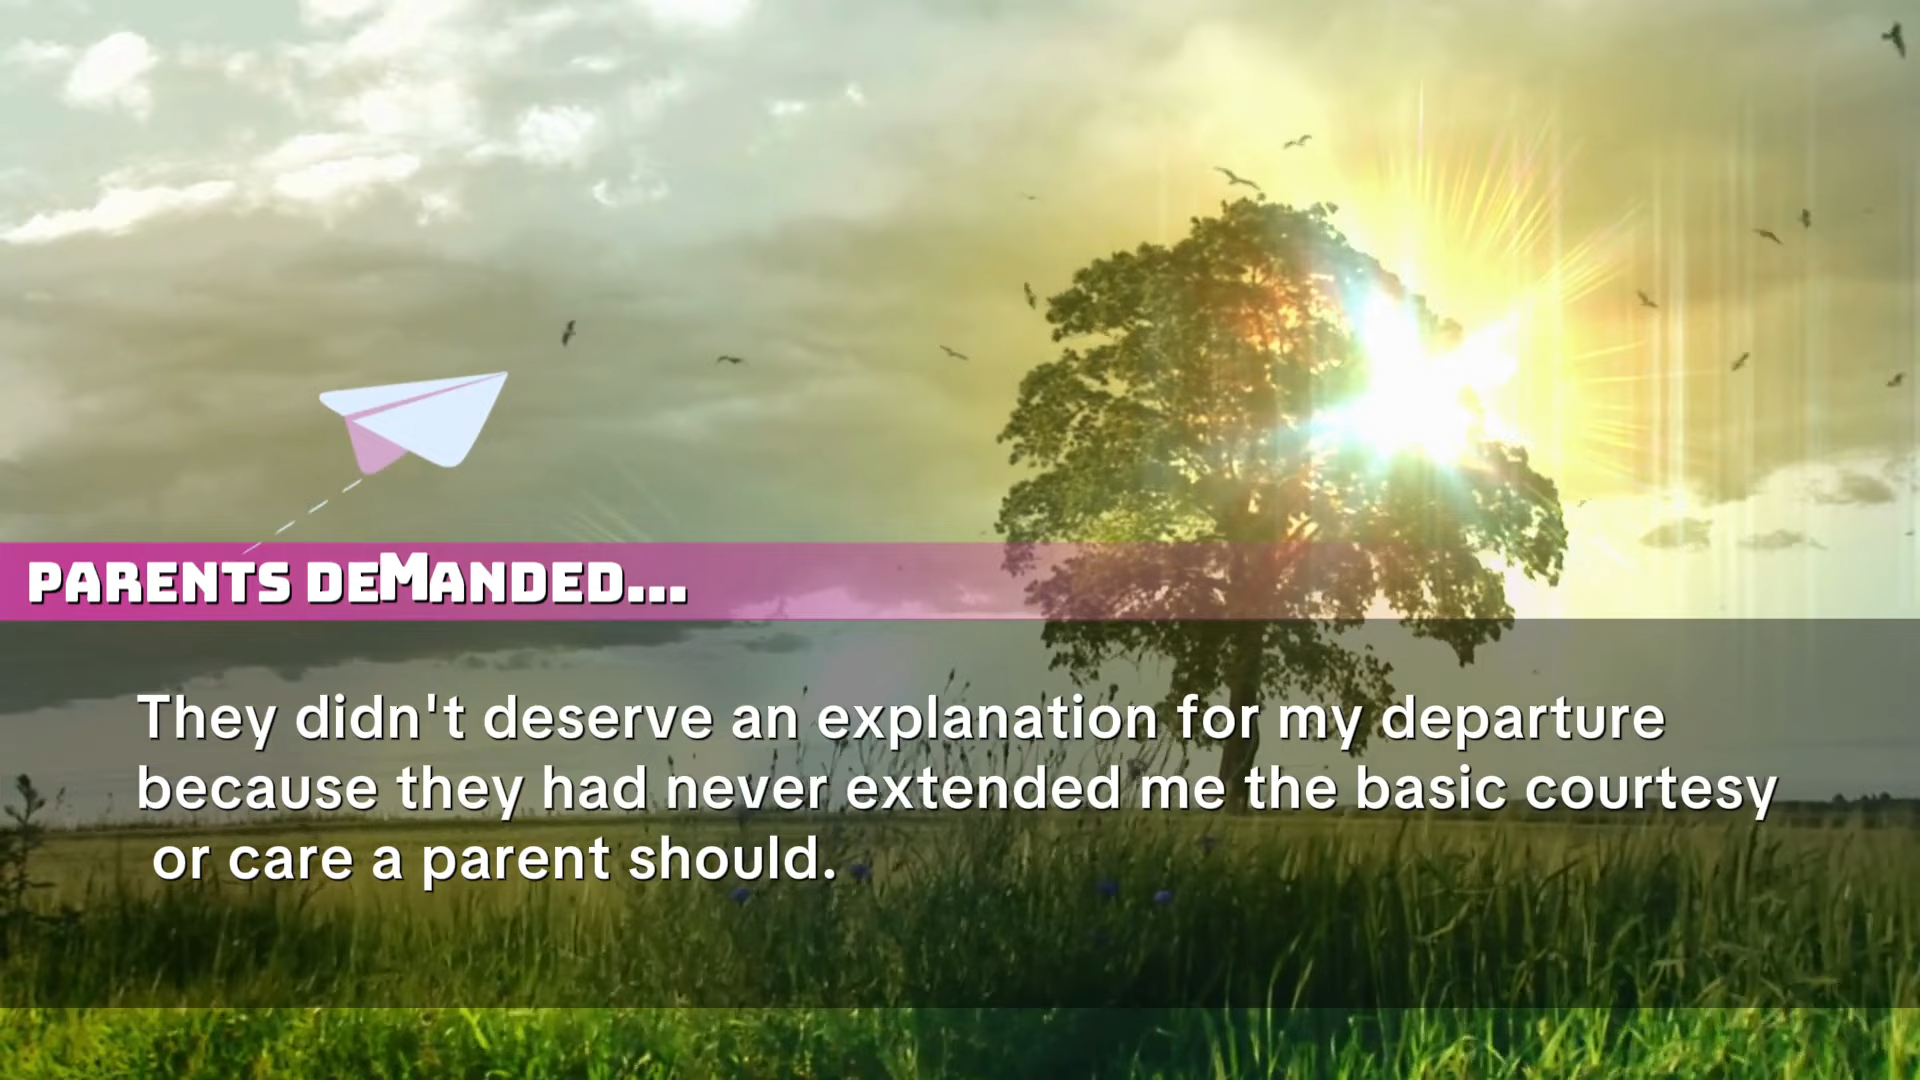 PARENTS DEMANDED...
They didn't deserve an explanation for my departure
because they had never extended me the basic courtesy
or care a parent should.